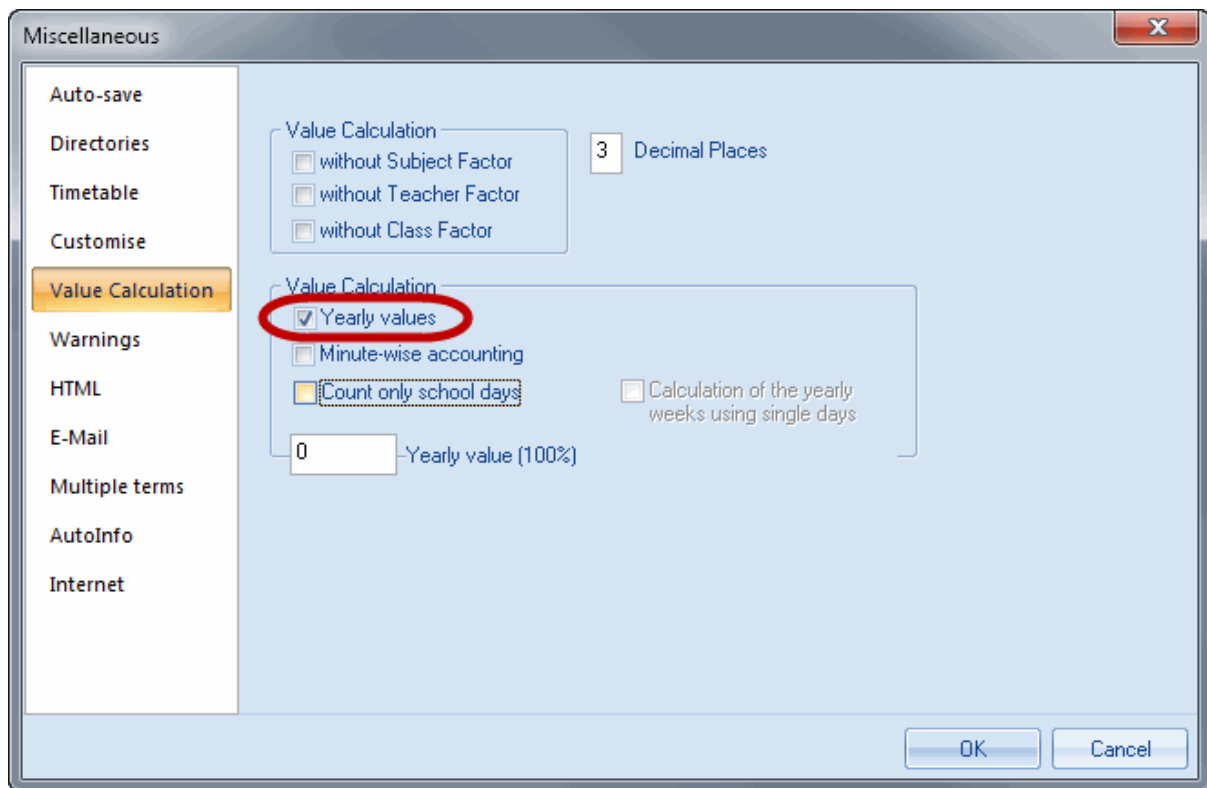 Miscellaneous
X
Auto-save
Directories
Timetable
Customise
Value Calculation
Warnings
HTML
E-Mail
Multiple terms
AutoInfo
Internet
Value Calculation
without Subject Factor
without Teacher Factor
without Class Factor
3 Decimal Places
Value Calculation
Yearly values
Minute-wise accounting
Count only school days
Calculation of the yearly
weeks using single days
0 Yearly value (100%)
OK Cancel